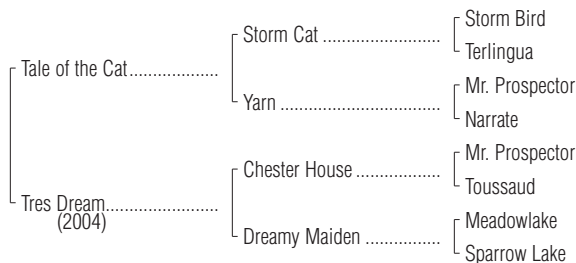 Storm Bird
Storm Cat ..........................
Terlingua
Tale of the Cat....................
Mr. Prospector
Yarn ...................................
Narrate
Mr. Prospector
Chester House ..................
Toussaud
Tres Dream.........................
(2004)
Meadowlake
Dreamy Maiden ................
Sparrow Lake